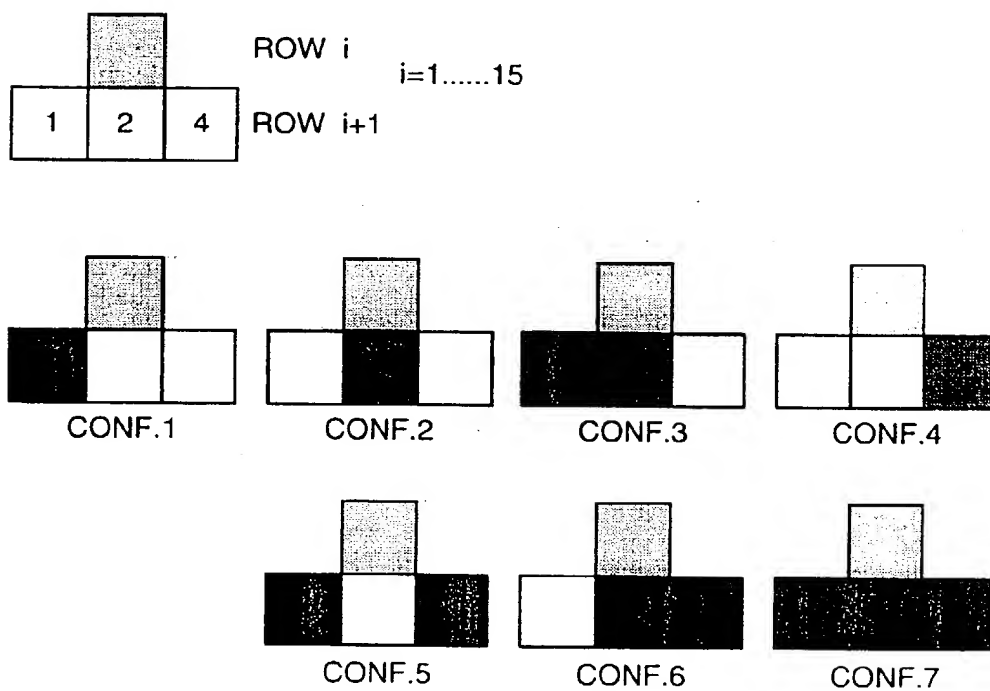 ROW i
i=1......15
1 2 4 ROW i+1
CONF.1 CONF.2 CONF.3 CONF.4
CONF.5 CONF.6 CONF.7